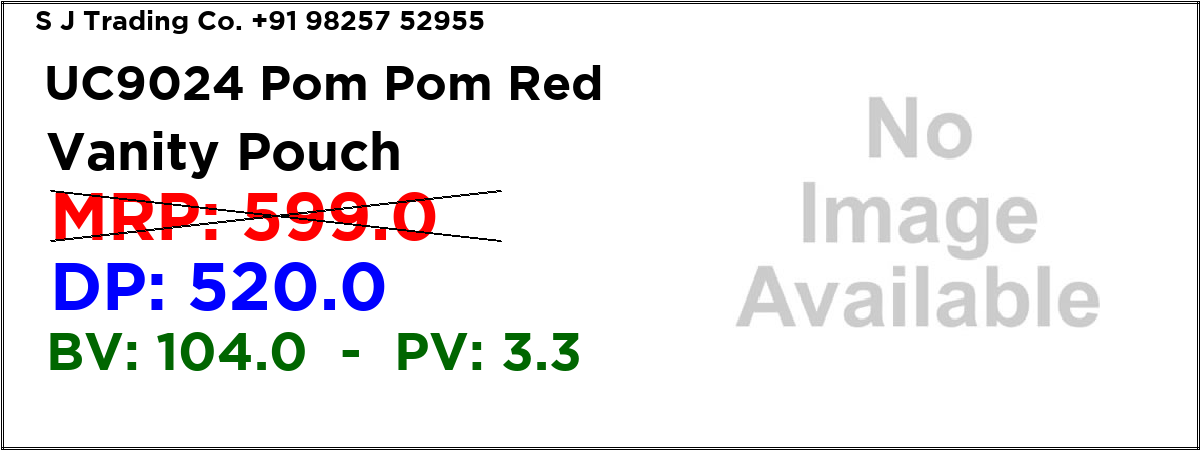 S J Trading Co. +91 98257 52955
UC9024 Pom Pom Red
Vanity Pouch
MRP: 599.0
DP: 520.0
BV: 104.0 - PV: 3.3
No
Image
Available